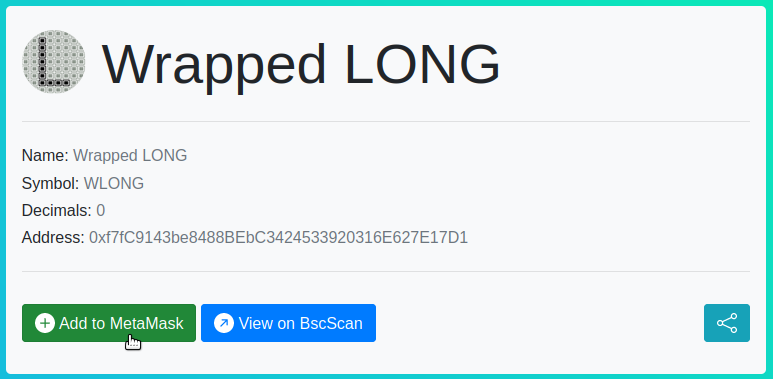 Wrapped LONG
Name: Wrapped LONG
Symbol: WLONG
Decimals: 0
Address: 0xf7fC9143be8488BEbC3424533920316E627E17D1
Add to MetaMask
View on BscScan